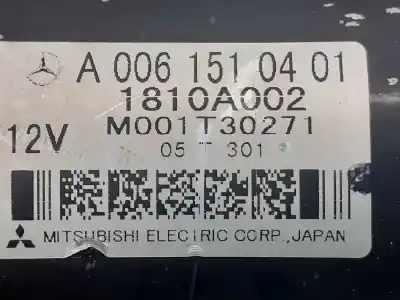 A 006 151 04 01
1810A002
12V M001T30271
05 T 301
MITSUBISHI ELECTRIC CORP., JAPAN